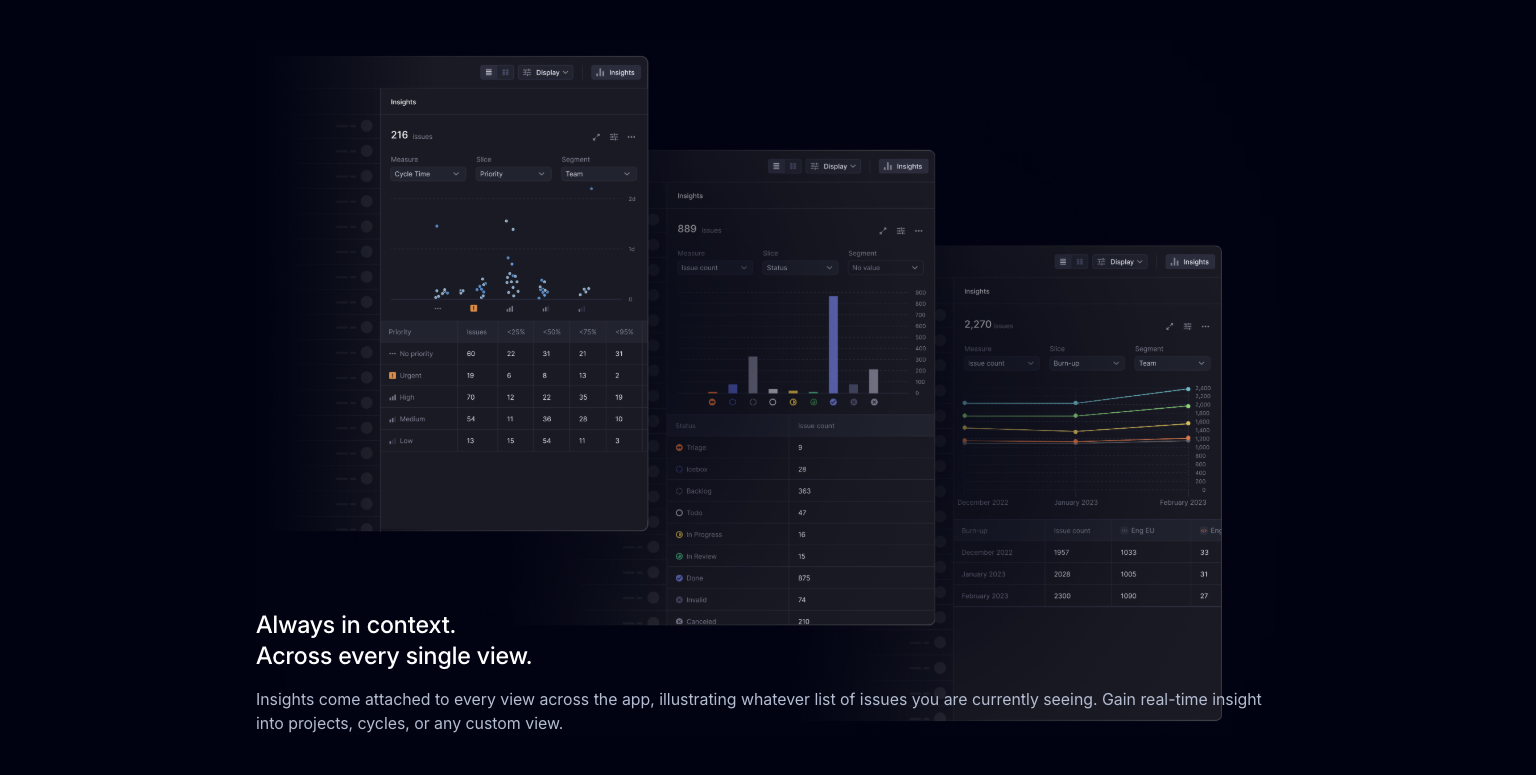 Display
Insights
Insights
216 issues
Measure Slice Segment
Cycle Time Priority Team
2d
1d
0
Priority Issues <25% <50% <75% <95%
No priority 60 22 31 21 31
Urgent 19 6 8 13 2
High 70 12 22 35 19
Medium 54 11 36 28 10
Low 13 15 54 11 3
Display
Insights
Insights
889 issues
Measure Slice Segment
Issue count Status No value
900
800
700
600
500
400
300
200
100
0
Status Issue count
Triage 9
Icebox 28
Backlog 363
Todo 47
In Progress 16
In Review 15
Done 875
Invalid 74
Canceled 210
Display
Insights
Insights
2,270 issues
Measure Slice Segment
Issue count Burn-up Team
2,400
2,200
2,000
1,800
1,600
1,400
1,200
1,000
800
600
400
200
0
December 2022 January 2023 February 2023
Burn-up Issue count Eng EU Eng
December 2022 1957 1033 33
January 2023 2028 1005 31
February 2023 2300 1090 27
Always in context.
Across every single view.
Insights come attached to every view across the app, illustrating whatever list of issues you are currently seeing. Gain real-time insight
into projects, cycles, or any custom view.